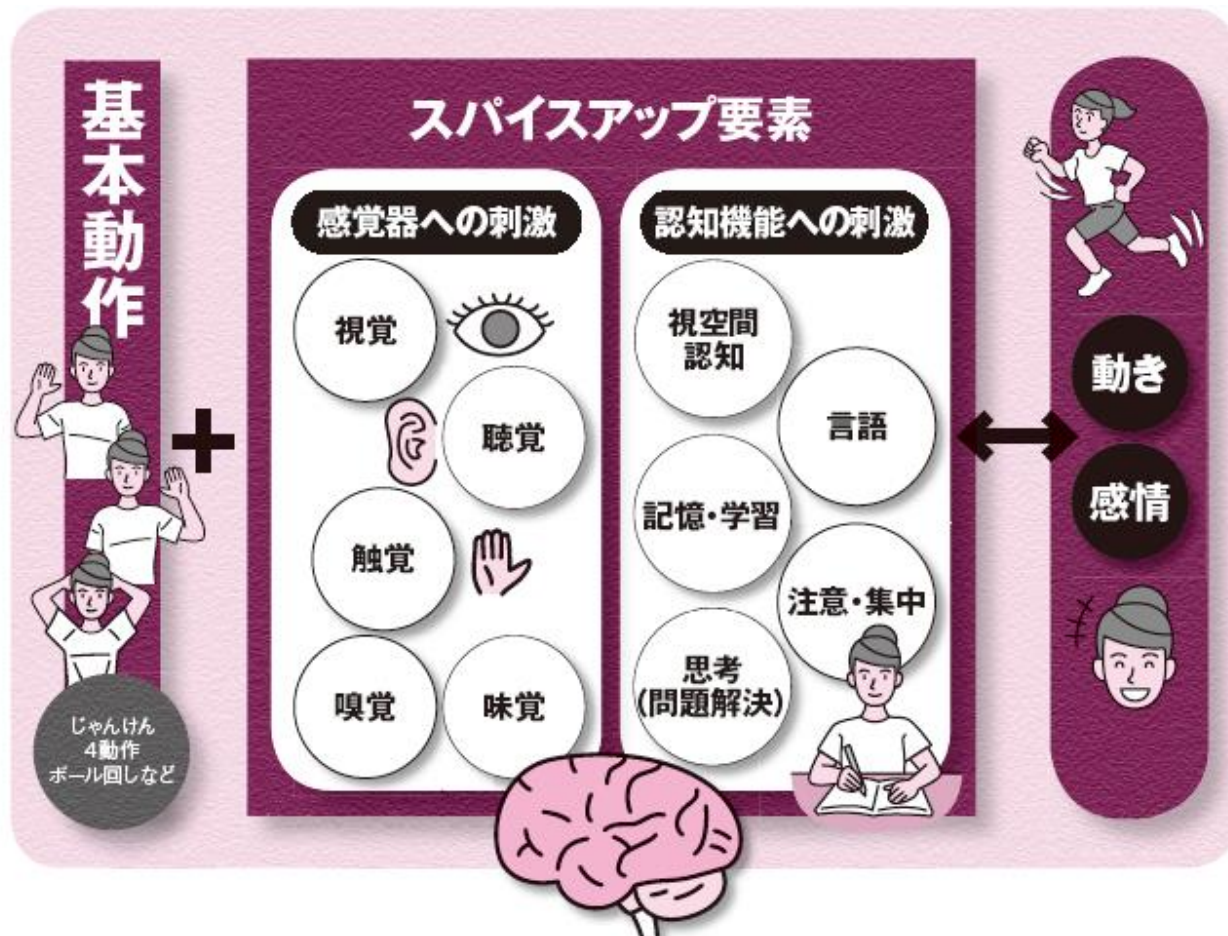 基本動作
じゃんけん
4動作
ボール回しなど
スパイスアップ要素
感覚器への刺激
視覚
聴覚
触覚
嗅覚
味覚
認知機能への刺激
視空間
認知
言語
記憶・学習
注意・集中
思考
(問題解決)
動き
感情